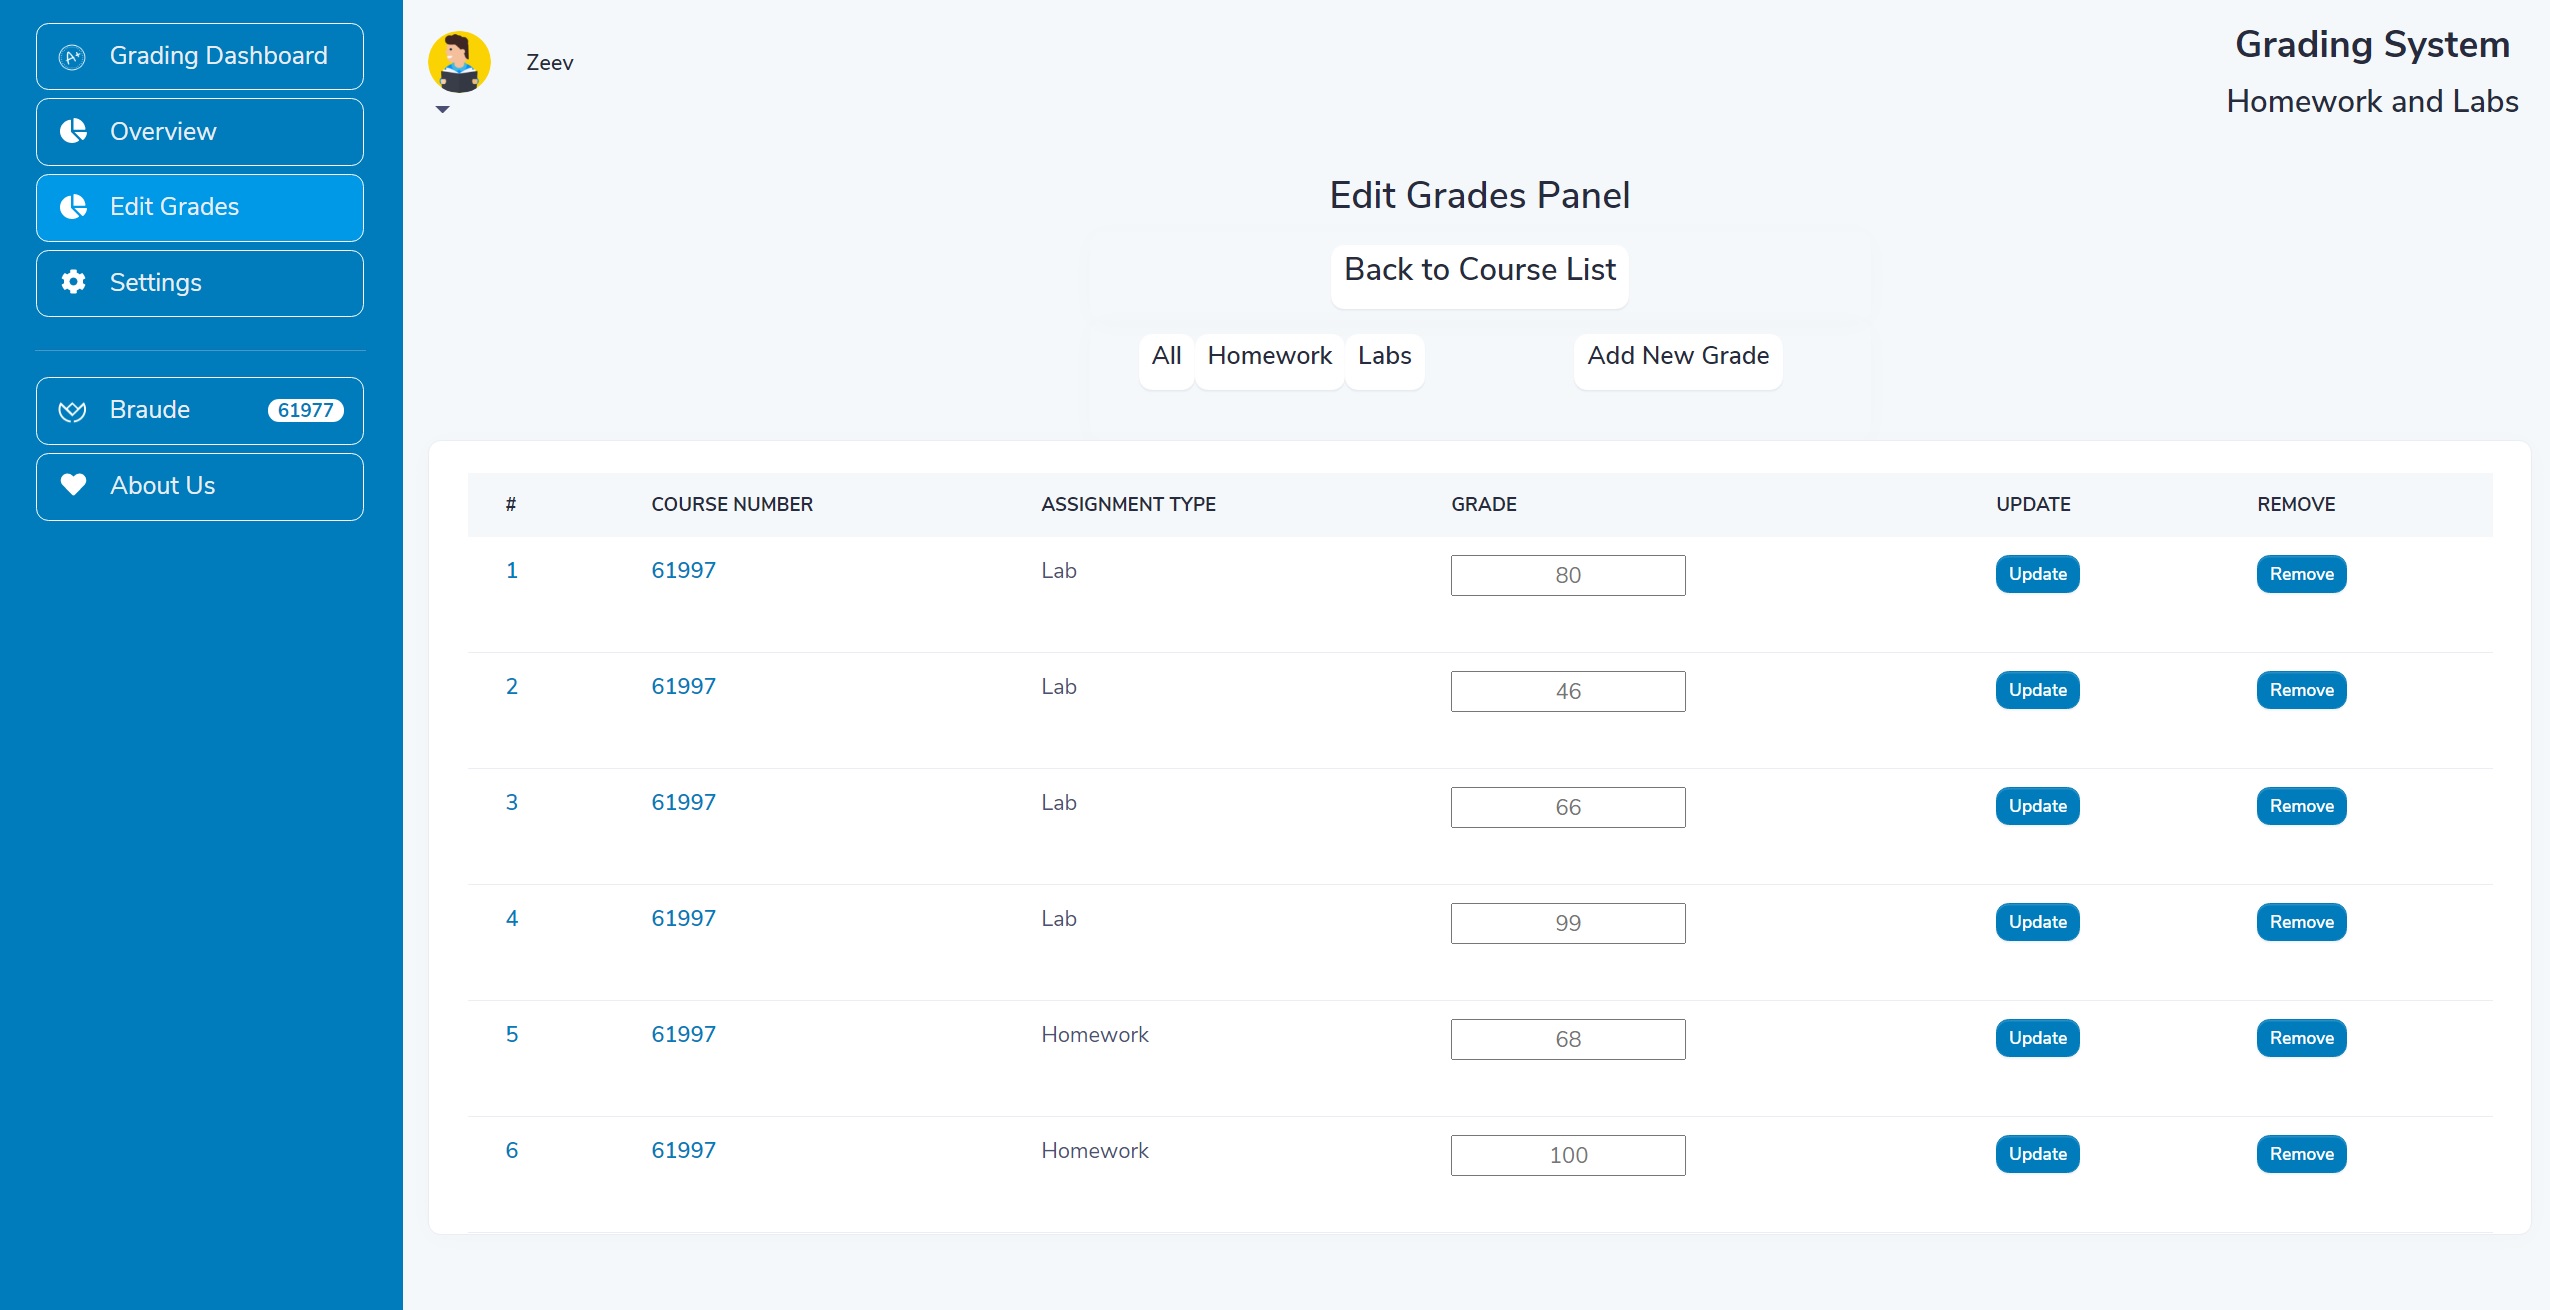 Grading Dashboard
Overview
Edit Grades
Settings
Braude 61977
About Us
Zeev
Grading System
Homework and Labs
Edit Grades Panel
Back to Course List
All Homework Labs Add New Grade
# COURSE NUMBER ASSIGNMENT TYPE GRADE UPDATE REMOVE
1 61997 Lab 80 Update Remove
2 61997 Lab 46 Update Remove
3 61997 Lab 66 Update Remove
4 61997 Lab 99 Update Remove
5 61997 Homework 68 Update Remove
6 61997 Homework 100 Update Remove